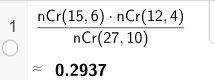 1
nCr(15, 6) · nCr(12, 4)
nCr(27, 10)
≈ 0.2937